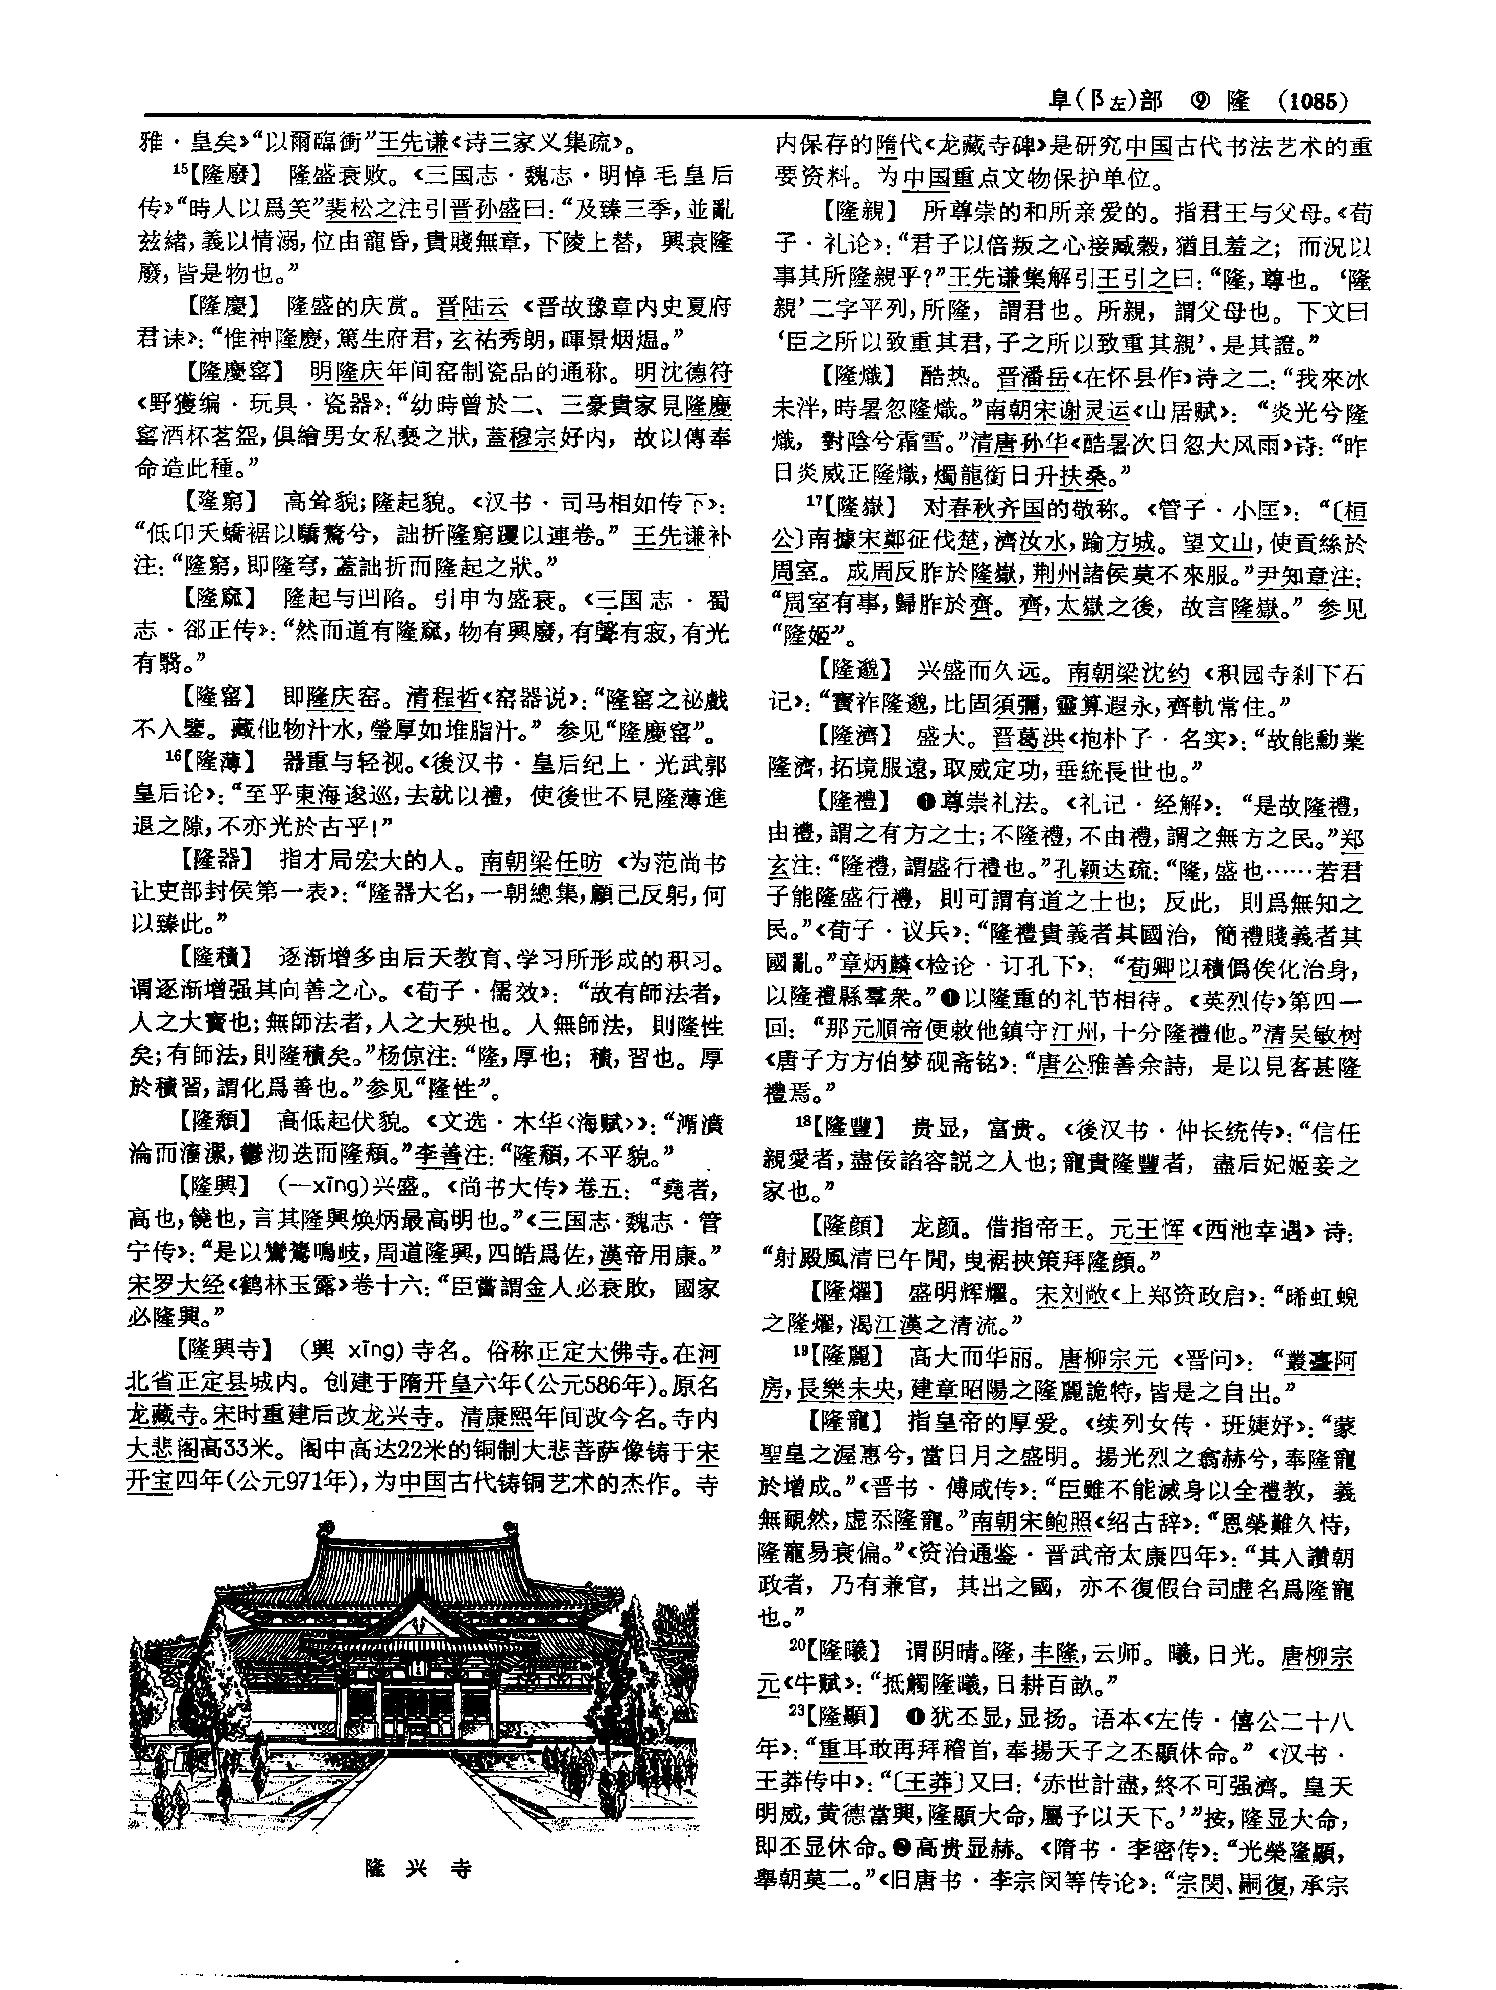 阜(阝左)部 ⑨ 隆 (1085)
雅·皇矣》“以爾臨衝”王先谦《诗三家义集疏》。
15【隆廢】 隆盛衰败。《三国志·魏志·明悼毛皇后
传》“時人以爲笑”裴松之注引晋孙盛曰：“及臻三季，並亂
兹緒，義以情溺，位由寵昏，貴賤無章，下陵上替，興衰隆
廢，皆是物也。”
【隆慶】 隆盛的庆赏。晋陆云《晋故豫章内史夏府
君诔》：“惟神隆慶，篤生府君，玄祐秀朗，暉景烟煴。”
【隆慶窑】 明隆庆年间窑制瓷品的通称。明沈德符
《野獲编·玩具·瓷器》：“幼時曾於二、三豪貴家見隆慶
窑酒杯茗盌，俱繪男女私褻之狀，蓋穆宗好内，故以傳奉
命造此種。”
【隆窮】 高耸貌；隆起貌。《汉书·司马相如传下》：
“低卬夭蟜裾以驕驁兮，詘折隆窮躩以連卷。”王先谦补
注：“隆窮，即隆穹，蓋詘折而隆起之狀。”
【隆窳】 隆起与凹陷。引申为盛衰。《三国志·蜀
志·郤正传》：“然而道有隆窳，物有興廢，有聲有寂，有光
有翳。”
【隆窑】 即隆庆窑。清程哲《窑器说》：“隆窑之祕戲
不入鑒。藏他物汁水，瑩厚如堆脂汁。”参见“隆慶窑”。
16【隆薄】 器重与轻视。《後汉书·皇后纪上·光武郭
皇后论》：“至乎東海逡巡，去就以禮，使後世不見隆薄進
退之隙，不亦光於古乎！”
【隆器】 指才局宏大的人。南朝梁任昉《为范尚书
让吏部封侯第一表》：“隆器大名，一朝總集，顧己反躬，何
以臻此。”
【隆積】 逐渐增多由后天教育、学习所形成的积习。
谓逐渐增强其向善之心。《荀子·儒效》：“故有師法者，
人之大寶也；無師法者，人之大殃也。人無師法，則隆性
矣；有師法，則隆積矣。”杨倞注：“隆，厚也；積，習也。厚
於積習，謂化爲善也。”参见“隆性”。
【隆頹】 高低起伏貌。《文选·木华〈海赋〉》：“㴽濆
淪而滀漯，鬱沏迭而隆頹。”李善注：“隆頹，不平貌。”
【隆興】 (一xīng)兴盛。《尚书大传》卷五：“堯者，
高也，饒也，言其隆興焕炳最高明也。”《三国志·魏志·管
宁传》：“是以鸑鷟鳴岐，周道隆興，四皓爲佐，漢帝用康。”
宋罗大经《鹤林玉露》卷十六：“臣嘗謂金人必衰敗，國家
必隆興。”
【隆興寺】 (興 xīng)寺名。俗称正定大佛寺。在河
北省正定县城内。创建于隋开皇六年(公元586年)。原名
龙藏寺。宋时重建后改龙兴寺。清康熙年间改今名。寺内
大悲阁高33米。阁中高达22米的铜制大悲菩萨像铸于宋
开宝四年(公元971年)，为中国古代铸铜艺术的杰作。寺
隆兴寺
内保存的隋代《龙藏寺碑》是研究中国古代书法艺术的重
要资料。为中国重点文物保护单位。
【隆親】 所尊崇的和所亲爱的。指君王与父母。《荀
子·礼论》：“君子以倍叛之心接臧穀，猶且羞之；而況以
事其所隆親乎？”王先谦集解引王引之曰：“隆，尊也。‘隆
親’二字平列，所隆，謂君也。所親，謂父母也。下文曰
‘臣之所以致重其君，子之所以致重其親’，是其證。”
【隆熾】 酷热。晋潘岳《在怀县作》诗之二：“我來冰
未泮，時暑忽隆熾。”南朝宋谢灵运《山居赋》：“炎光兮隆
熾，對陰兮霜雪。”清唐孙华《酷暑次日忽大风雨》诗：“昨
日炎威正隆熾，燭龍銜日升扶桑。”
17【隆嶽】 对春秋齐国的敬称。《管子·小匡》：“〔桓
公〕南據宋鄭征伐楚，濟汝水，踰方城。望文山，使貢絲於
周室。成周反胙於隆嶽，荆州諸侯莫不來服。”尹知章注：
“周室有事，歸胙於齊。齊，太嶽之後，故言隆嶽。”参见
“隆姬”。
【隆邈】 兴盛而久远。南朝梁沈约《积园寺刹下石
记》：“寶祚隆邈，比固須彌，靈算遐永，齊軌常住。”
【隆濟】 盛大。晋葛洪《抱朴子·名实》：“故能勳業
隆濟，拓境服遠，取威定功，垂統長世也。”
【隆禮】 ❶尊崇礼法。《礼记·经解》：“是故隆禮，
由禮，謂之有方之士；不隆禮，不由禮，謂之無方之民。”郑
玄注：“隆禮，謂盛行禮也。”孔颖达疏：“隆，盛也……若君
子能隆盛行禮，則可謂有道之士也；反此，則爲無知之
民。”《荀子·议兵》：“隆禮貴義者其國治，簡禮賤義者其
國亂。”章炳麟《检论·订孔下》：“荀卿以積僞俟化治身，
以隆禮縣羣衆。”❶以隆重的礼节相待。《英烈传》第四一
回：“那元順帝便敕他鎮守汀州，十分隆禮他。”清吴敏树
《唐子方方伯梦砚斋铭》：“唐公雅善余詩，是以見客甚隆
禮焉。”
18【隆豐】 贵显，富贵。《後汉书·仲长统传》：“信任
親愛者，盡佞諂容説之人也；寵貴隆豐者，盡后妃姬妾之
家也。”
【隆顔】 龙颜。借指帝王。元王恽《西池幸遇》诗：
“射殿風清巳午間，曳裾挾策拜隆顔。”
【隆燿】 盛明辉耀。宋刘敞《上郑资政启》：“晞虹蜺
之隆燿，渴江漢之清流。”
19【隆麗】 高大而华丽。唐柳宗元《晋问》：“叢臺阿
房，長樂未央，建章昭陽之隆麗詭特，皆是之自出。”
【隆寵】 指皇帝的厚爱。《续列女传·班婕妤》：“蒙
聖皇之渥惠兮，當日月之盛明。揚光烈之翕赫兮，奉隆寵
於增成。”《晋书·傅咸传》：“臣雖不能滅身以全禮教，義
無靦然，虚忝隆寵。”南朝宋鲍照《绍古辞》：“恩榮難久恃，
隆寵易衰偏。”《资治通鉴·晋武帝太康四年》：“其入讚朝
政者，乃有兼官，其出之國，亦不復假台司虚名爲隆寵
也。”
20【隆曦】 谓阴晴。隆，丰隆，云师。曦，日光。唐柳宗
元《牛赋》：“抵觸隆曦，日耕百畝。”
23【隆顯】 ❶犹丕显，显扬。语本《左传·僖公二十八
年》：“重耳敢再拜稽首，奉揚天子之丕顯休命。”《汉书·
王莽传中》：“〔王莽〕又曰：‘赤世計盡，終不可强濟。皇天
明威，黄德當興，隆顯大命，屬予以天下。’”按，隆显大命，
即丕显休命。❷高贵显赫。《隋书·李密传》：“光榮隆顯，
舉朝莫二。”《旧唐书·李宗闵等传论》：“宗閔、嗣復，承宗